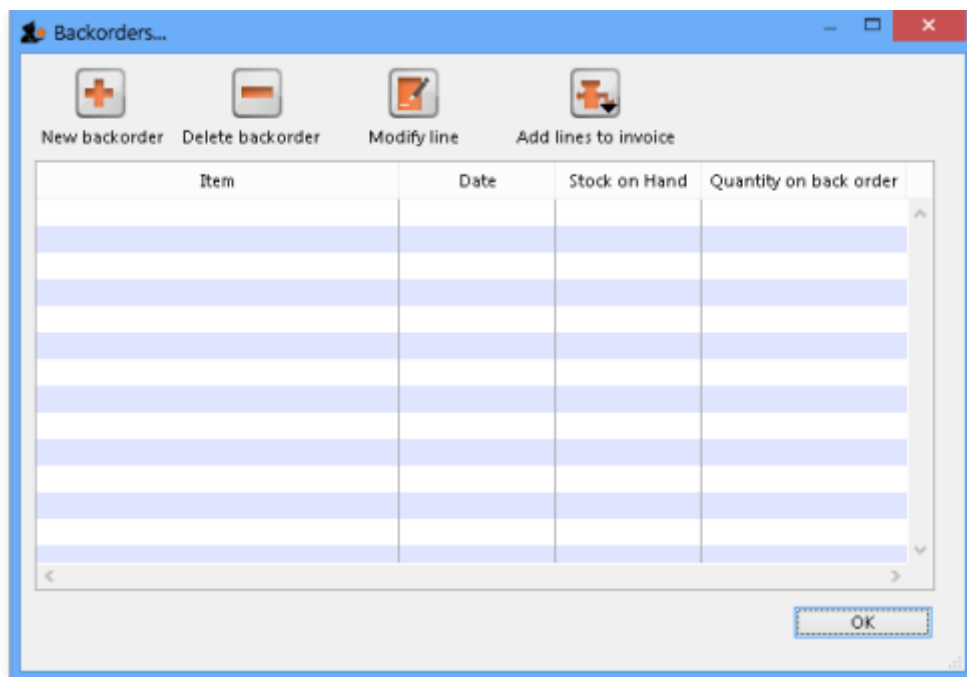 Backorders...
New backorder Delete backorder Modify line Add lines to invoice
Item Date Stock on Hand Quantity on back order
OK